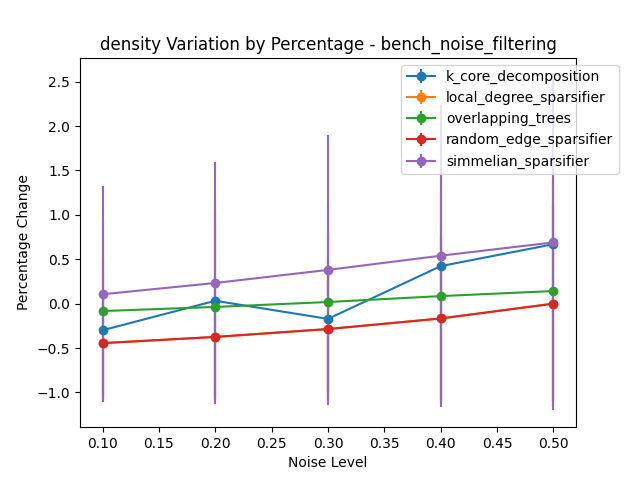 density Variation by Percentage - bench_noise_filtering
k_core_decomposition
local_degree_sparsifier
overlapping_trees
random_edge_sparsifier
simmelian_sparsifier
Percentage Change
2.5
2.0
1.5
1.0
0.5
0.0
−0.5
−1.0
0.10 0.15 0.20 0.25 0.30 0.35 0.40 0.45 0.50
Noise Level